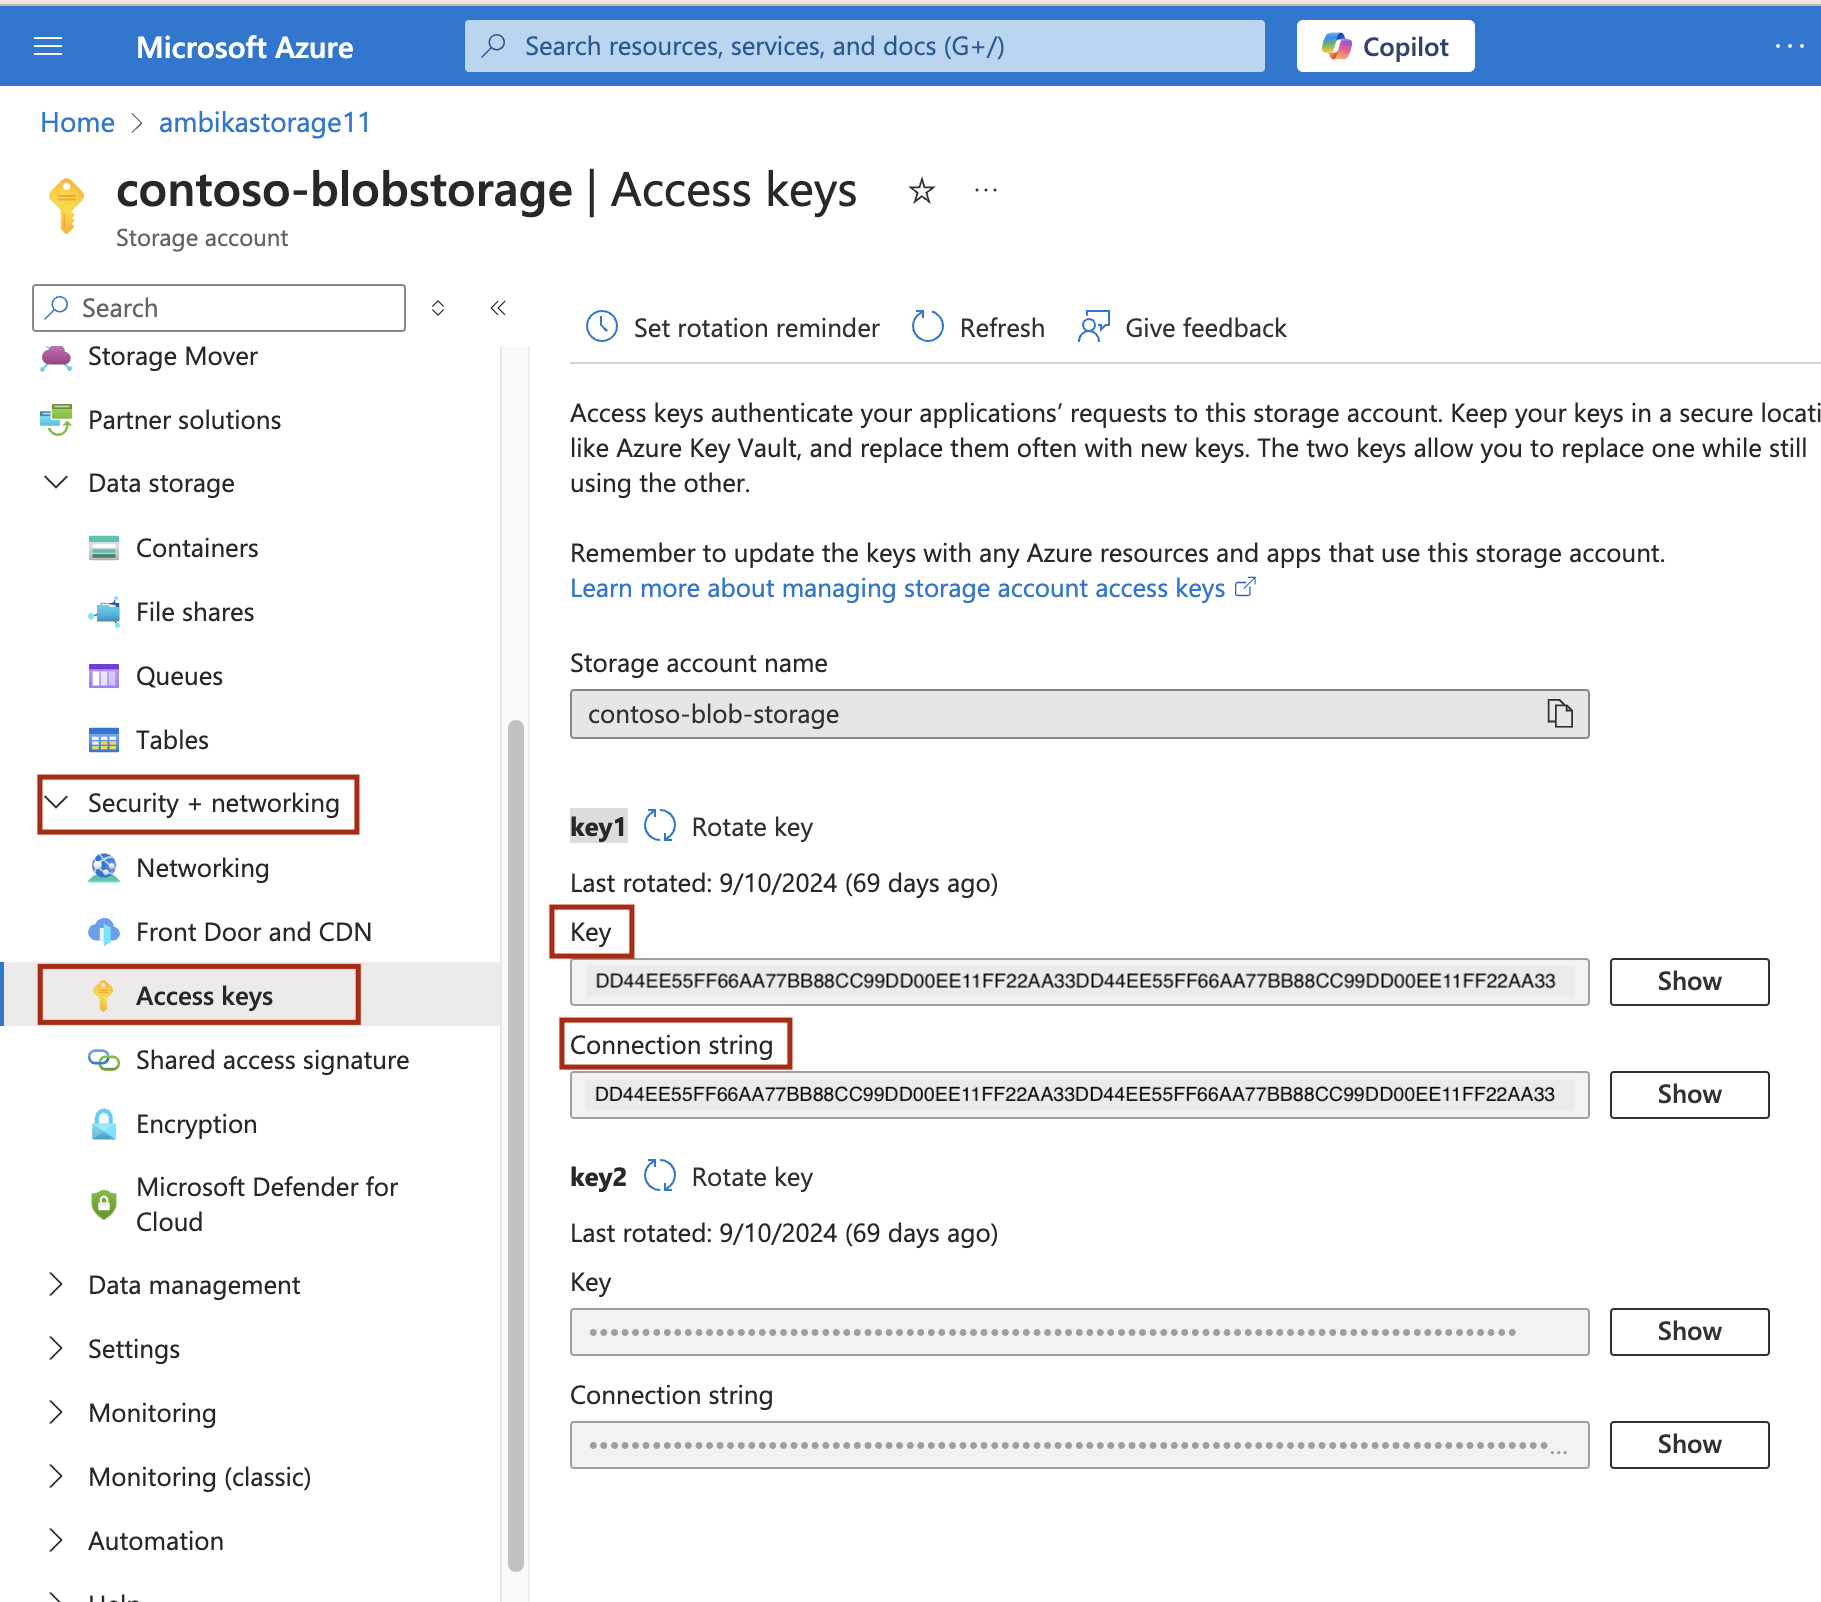 Microsoft Azure
Search resources, services, and docs (G+/)
Copilot
...
Home > ambikastorage11
contoso-blobstorage | Access keys
...
Storage account
Search
Storage Mover
Partner solutions
Data storage
Containers
File shares
Queues
Tables
Security + networking
Networking
Front Door and CDN
Access keys
Shared access signature
Encryption
Microsoft Defender for
Cloud
Data management
Settings
Monitoring
Monitoring (classic)
Automation
Set rotation reminder
Refresh
Give feedback
Access keys authenticate your applications’ requests to this storage account. Keep your keys in a secure locati
like Azure Key Vault, and replace them often with new keys. The two keys allow you to replace one while still
using the other.
Remember to update the keys with any Azure resources and apps that use this storage account.
Learn more about managing storage account access keys
Storage account name
contoso-blob-storage
key1 Rotate key
Last rotated: 9/10/2024 (69 days ago)
Key
DD44EE55FF66AA77BB88CC99DD00EE11FF22AA33DD44EE55FF66AA77BB88CC99DD00EE11FF22AA33
Show
Connection string
DD44EE55FF66AA77BB88CC99DD00EE11FF22AA33DD44EE55FF66AA77BB88CC99DD00EE11FF22AA33
Show
key2 Rotate key
Last rotated: 9/10/2024 (69 days ago)
Key
Show
Connection string
Show